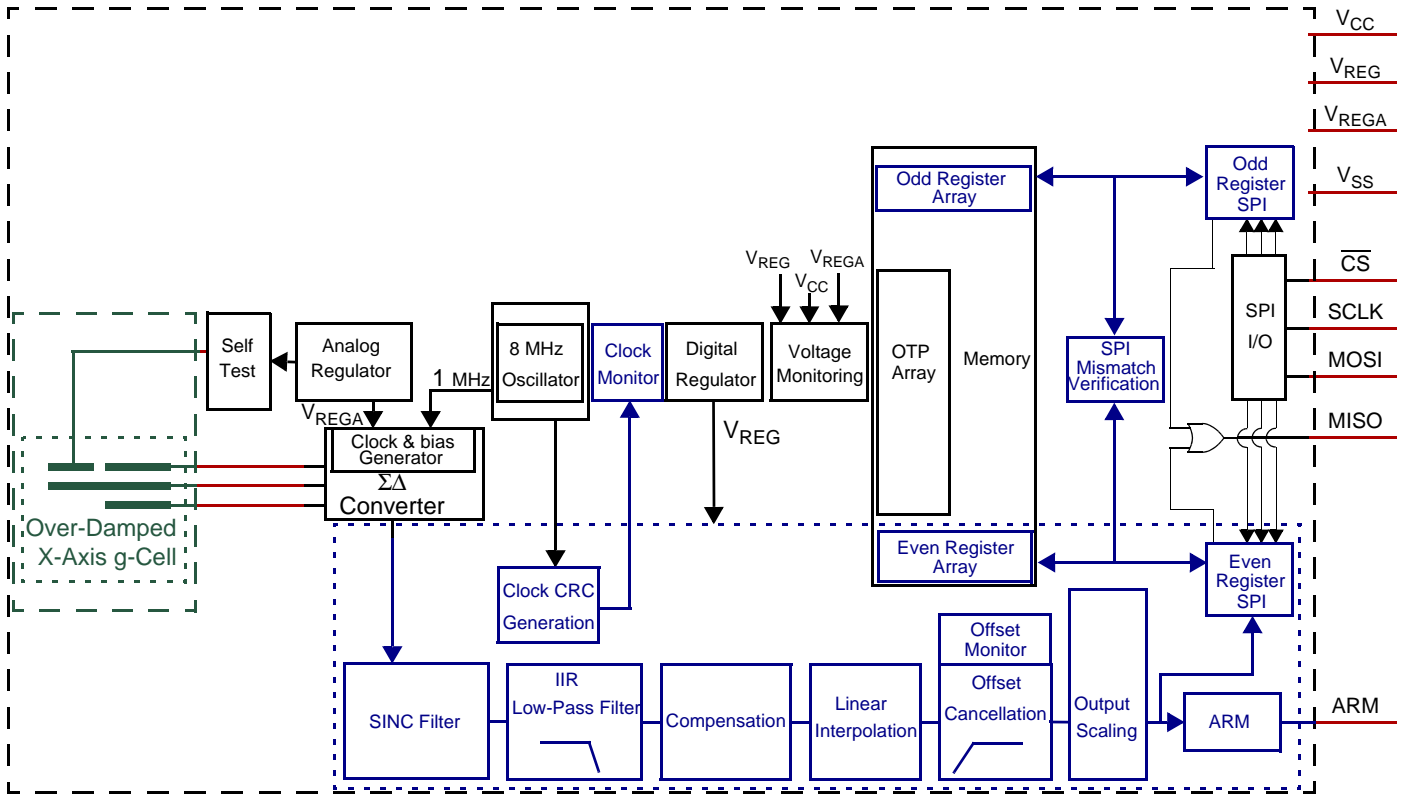 VCC
VREG
VREGA
VSS
CS
SCLK
MOSI
MISO
ARM
Odd Register
Array
Odd
Register
SPI
VREG
VCC
VREGA
SPI
I/O
Self
Test
Analog
Regulator
1 MHz
8 MHz
Oscillator
Clock
Monitor
Digital
Regulator
Voltage
Monitoring
OTP
Array
Memory
SPI
Mismatch
Verification
VREGA
VREG
Clock & bias
Generator
ΣΔ
Converter
Over-Damped
X-Axis g-Cell
Even Register
Array
Even
Register
SPI
Clock CRC
Generation
Offset
Monitor
SINC Filter
IIR
Low-Pass Filter
Compensation
Linear
Interpolation
Offset
Cancellation
Output
Scaling
ARM